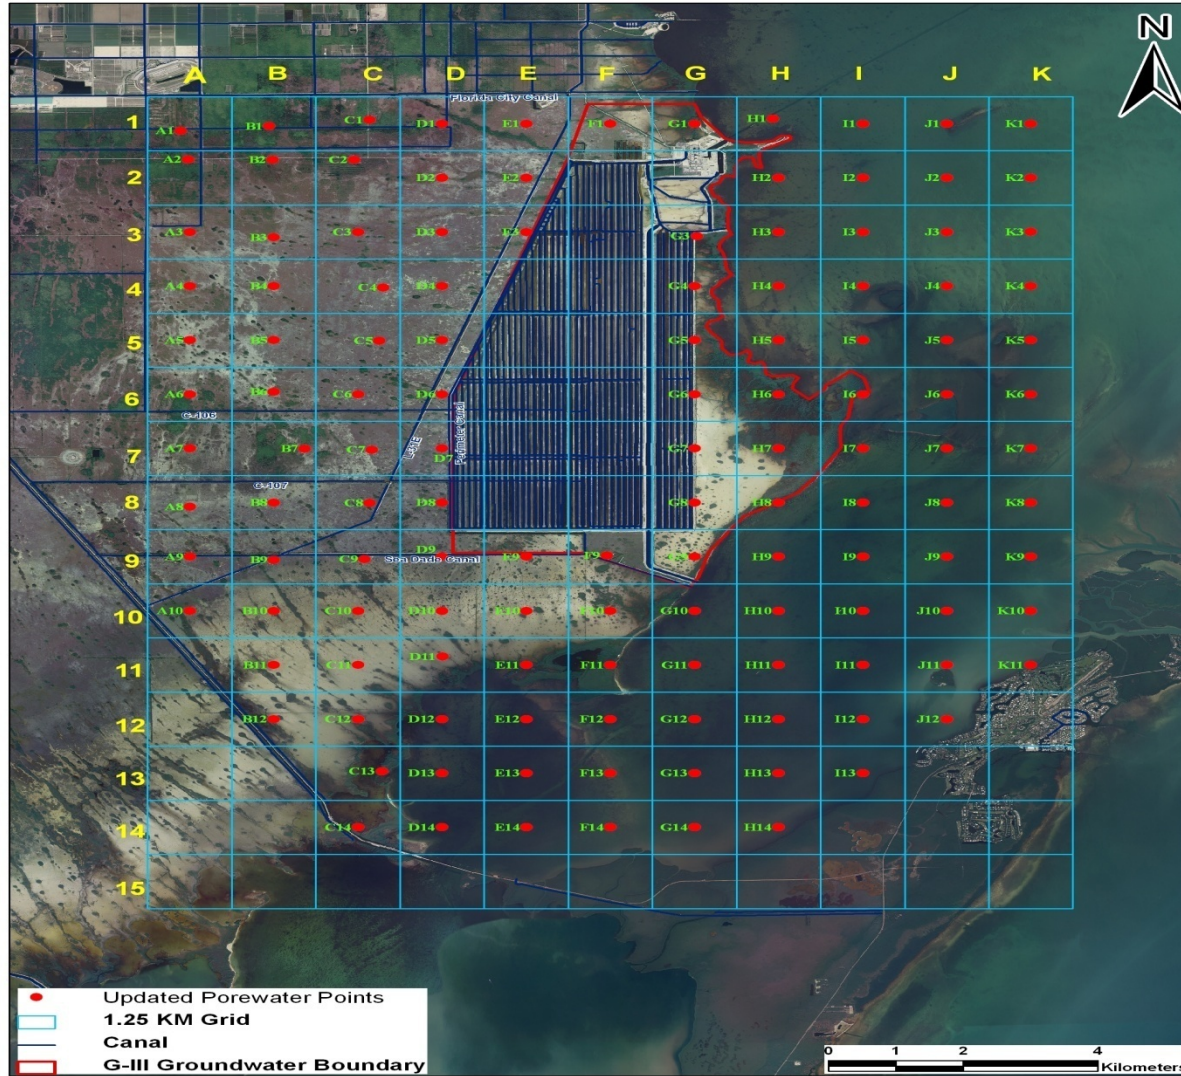 N
A B C D E F G H I J K
Florida City Canal
1 A1 B1 C1 D1 E1 F1 G1 H1 I1 J1 K1
A2 B2 C2
2 D2 E2 H2 I2 J2 K2
3 A3 B3 C3 D3 E3 G3 H3 I3 J3 K3
4 A4 B4 C4 D4 G4 H4 I4 J4 K4
5 A5 B5 C5 D5 G5 H5 I5 J5 K5
6 A6 B6 C6 D6 G6 H6 I6 J6 K6
C-106
L-31E
Perimeter Canal
7 A7 B7 C7 D7 G7 H7 I7 J7 K7
C-107
8 A8 B8 C8 D8 G8 H8 I8 J8 K8
9 A9 B9 C9 D9 E9 F9 G9 H9 I9 J9 K9
Sea Dade Canal
10 A10 B10 C10 D10 E10 F10 G10 H10 I10 J10 K10
11 B11 C11 D11 E11 F11 G11 H11 I11 J11 K11
12 B12 C12 D12 E12 F12 G12 H12 I12 J12
13 C13 D13 E13 F13 G13 H13 I13
14 C14 D14 E14 F14 G14 H14
15
Updated Porewater Points
1.25 KM Grid
Canal
G-III Groundwater Boundary
0 1 2 4
Kilometers